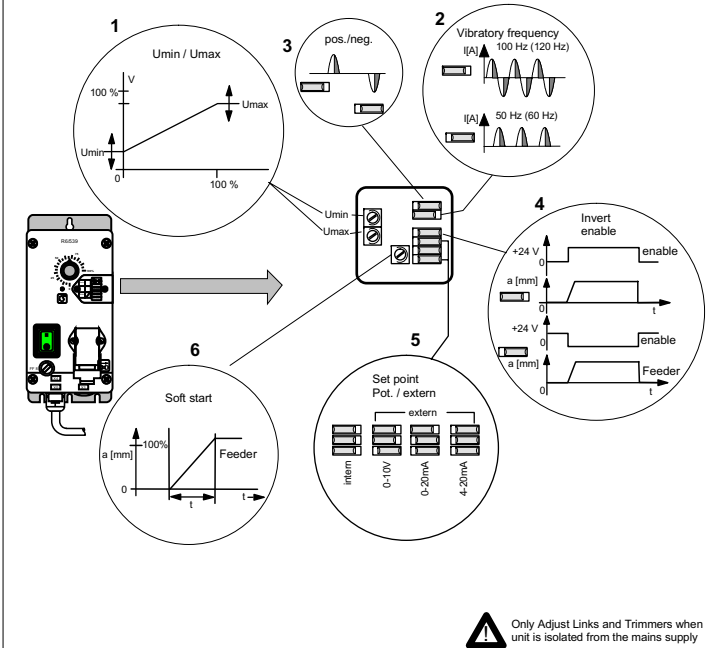 1
Umin / Umax
V
100 %
Umin
Umax
0
100 %
3
pos./neg.
2
Vibratory frequency
I[A]
100 Hz (120 Hz)
I[A]
50 Hz (60 Hz)
Umin
Umax
4
Invert
enable
+24 V
0
enable
a [mm]
0
t
+24 V
0
enable
a [mm]
Feeder
0
t
5
Set point
Pot. / extern
extern
intern
0-10V
0-20mA
4-20mA
6
Soft start
100%
a [mm]
Feeder
0
t
t
Only Adjust Links and Trimmers when
unit is isolated from the mains supply